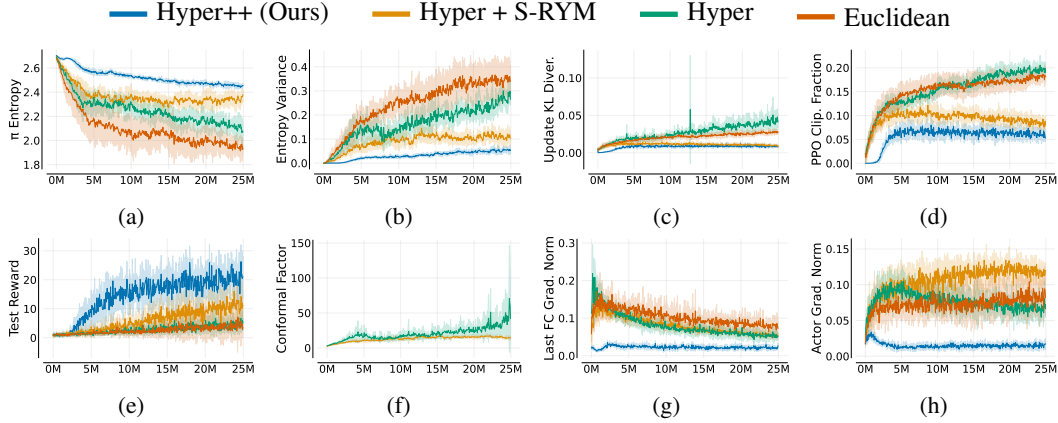 Hyper++ (Ours) Hyper + S-RYM Hyper Euclidean
π Entropy
2.6
2.4
2.2
2.0
1.8
0M 5M 10M 15M 20M 25M
(a)
Entropy Variance
0.4
0.3
0.2
0.1
0.0
0M 5M 10M 15M 20M 25M
(b)
Update KL Diver.
0.10
0.05
0.00
0M 5M 10M 15M 20M 25M
(c)
PPO Clip. Fraction
0.20
0.15
0.10
0.05
0.00
0M 5M 10M 15M 20M 25M
(d)
Test Reward
30
20
10
0
0M 5M 10M 15M 20M 25M
(e)
Conformal Factor
150
100
50
0
0M 5M 10M 15M 20M 25M
(f)
Last FC Grad. Norm
0.3
0.2
0.1
0.0
0M 5M 10M 15M 20M 25M
(g)
Actor Grad. Norm
0.15
0.10
0.05
0.00
0M 5M 10M 15M 20M 25M
(h)